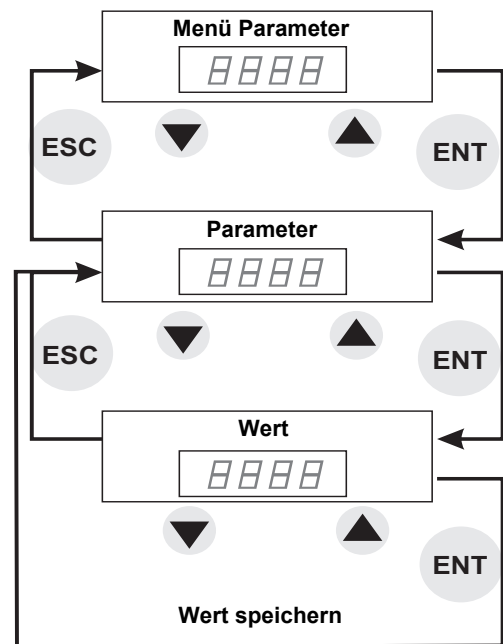 Menü Parameter
8888
ESC
ENT
Parameter
8888
ESC
ENT
Wert
8888
ENT
Wert speichern